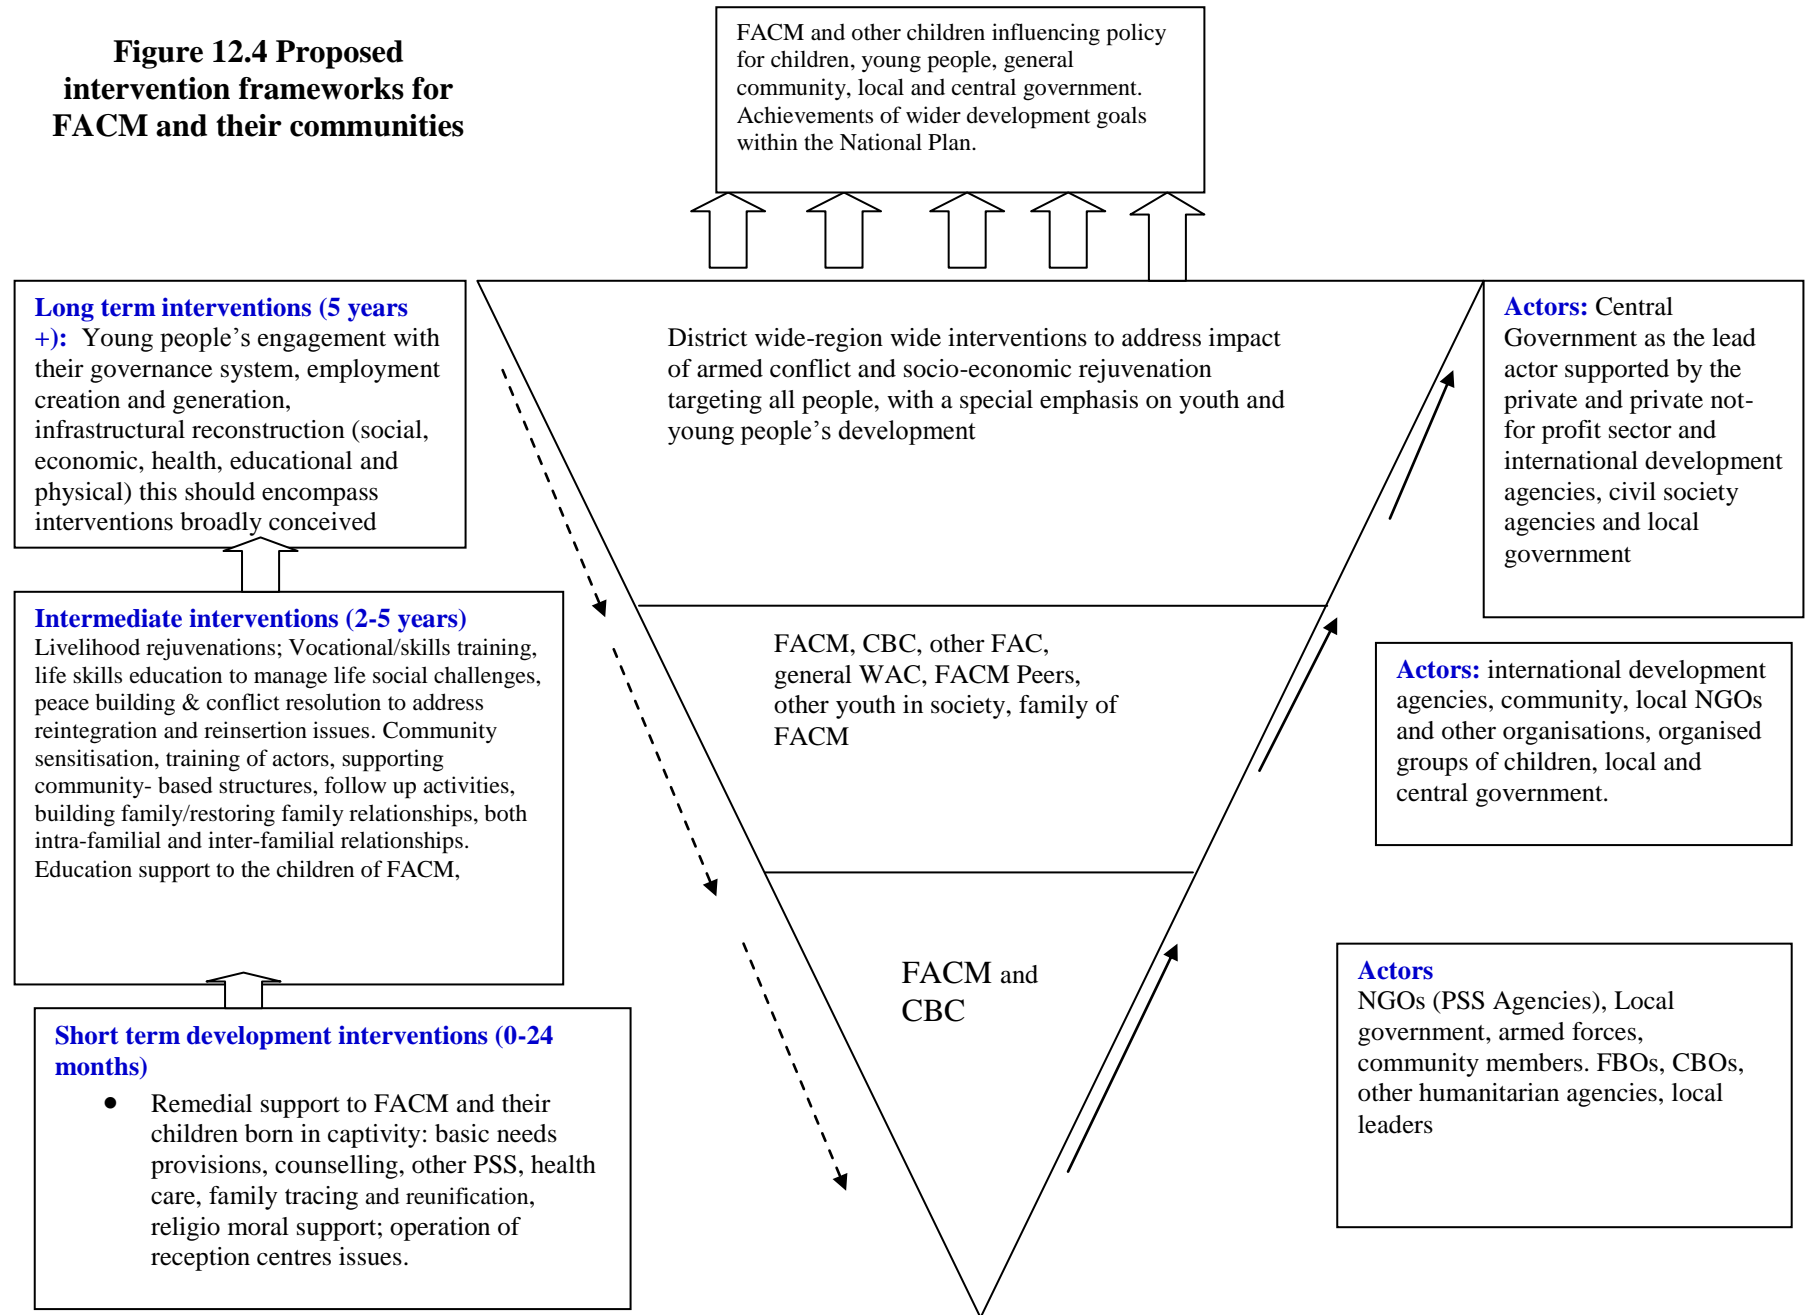 Figure 12.4 Proposed
intervention frameworks for
FACM and their communities
FACM and other children influencing policy
for children, young people, general
community, local and central government.
Achievements of wider development goals
within the National Plan.
Long term interventions (5 years
+): Young people’s engagement with
their governance system, employment
creation and generation,
infrastructural reconstruction (social,
economic, health, educational and
physical) this should encompass
interventions broadly conceived
District wide-region wide interventions to address impact
of armed conflict and socio-economic rejuvenation
targeting all people, with a special emphasis on youth and
young people’s development
Actors: Central
Government as the lead
actor supported by the
private and private not-
for profit sector and
international development
agencies, civil society
agencies and local
government
Intermediate interventions (2-5 years)
Livelihood rejuvenations; Vocational/skills training,
life skills education to manage life social challenges,
peace building & conflict resolution to address
reintegration and reinsertion issues. Community
sensitisation, training of actors, supporting
community- based structures, follow up activities,
building family/restoring family relationships, both
intra-familial and inter-familial relationships.
Education support to the children of FACM,
FACM, CBC, other FAC,
general WAC, FACM Peers,
other youth in society, family of
FACM
Actors: international development
agencies, community, local NGOs
and other organisations, organised
groups of children, local and
central government.
Short term development interventions (0-24
months)
• Remedial support to FACM and their
children born in captivity: basic needs
provisions, counselling, other PSS, health
care, family tracing and reunification,
religio moral support; operation of
reception centres issues.
FACM and
CBC
Actors
NGOs (PSS Agencies), Local
government, armed forces,
community members. FBOs, CBOs,
other humanitarian agencies, local
leaders